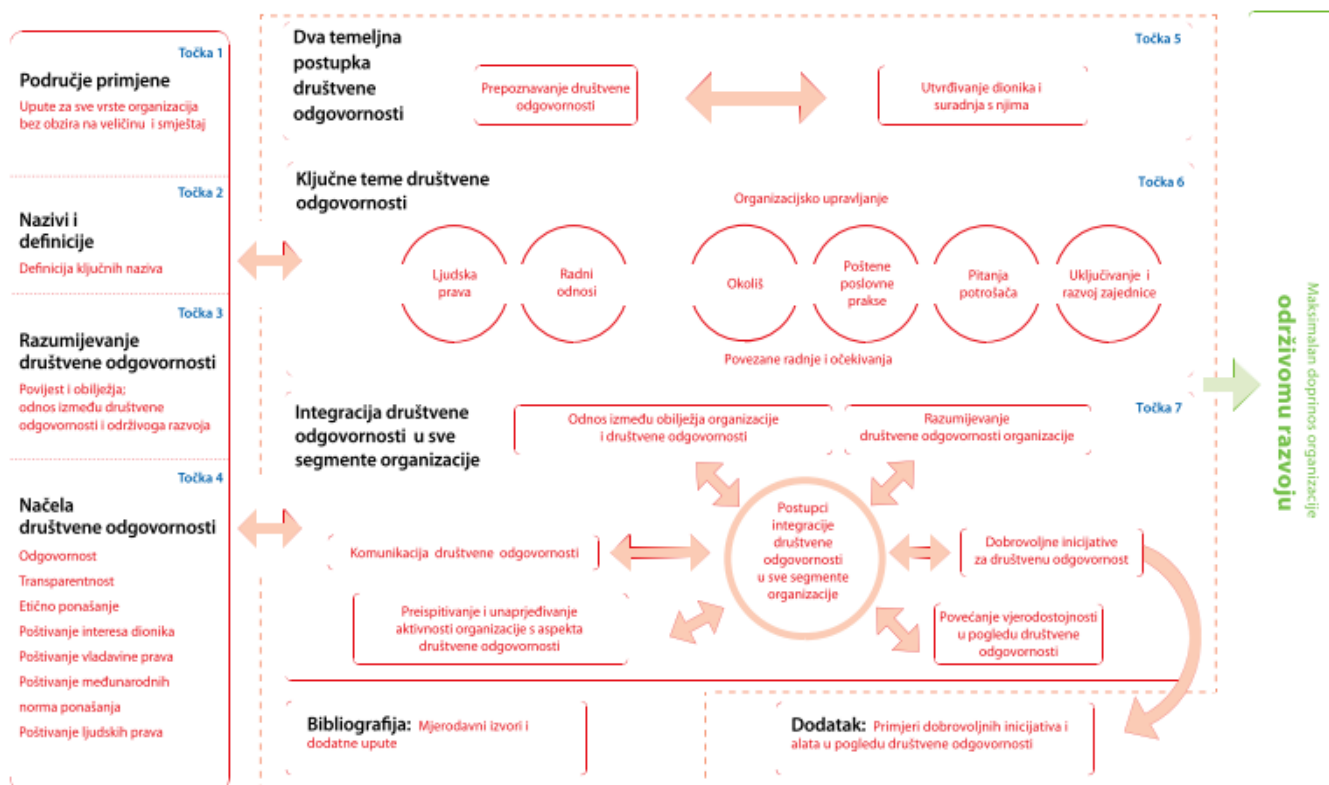 Točka 1
Područje primjene
Upute za sve vrste organizacija
bez obzira na veličinu i smještaj
Točka 2
Nazivi i
definicije
Definicija ključnih naziva
Točka 3
Razumijevanje
društvene odgovornosti
Povijest i obilježja;
odnos između društvene
odgovornosti i održivoga razvoja
Točka 4
Načela
društvene odgovornosti
Odgovornost
Transparentnost
Etično ponašanje
Poštivanje interesa dionika
Poštivanje vladavine prava
Poštivanje međunarodnih
norma ponašanja
Poštivanje ljudskih prava
Dva temeljna
postupka
društvene
odgovornosti
Točka 5
Prepoznavanje društvene
odgovornosti
Utvrđivanje dionika i
suradnja s njima
Ključne teme društvene
odgovornosti
Točka 6
Organizacijsko upravljanje
Ljudska
prava
Radni
odnosi
Okoliš
Poštene
poslovne
prakse
Pitanja
potrošača
Uključivanje i
razvoj zajednice
Povezane radnje i očekivanja
Integracija društvene
odgovornosti u sve
segmente organizacije
Točka 7
Odnos između obilježja organizacije
i društvene odgovornosti
Razumijevanje
društvene odgovornosti organizacije
Postupci
integracije
društvene
odgovornosti
u sve segmente
organizacije
Komunikacija društvene odgovornosti
Dobrovoljne inicijative
za društvenu odgovornost
Preispitivanje i unaprjeđivanje
aktivnosti organizacije s aspekta
društvene odgovornosti
Povećanje vjerodostojnosti
u pogledu društvene
odgovornosti
Bibliografija: Mjerodavni izvori i
dodatne upute
Dodatak: Primjeri dobrovoljnih inicijativa i
alata u pogledu društvene odgovornosti
Maksimalan doprinos organizacije
održivomu razvoju